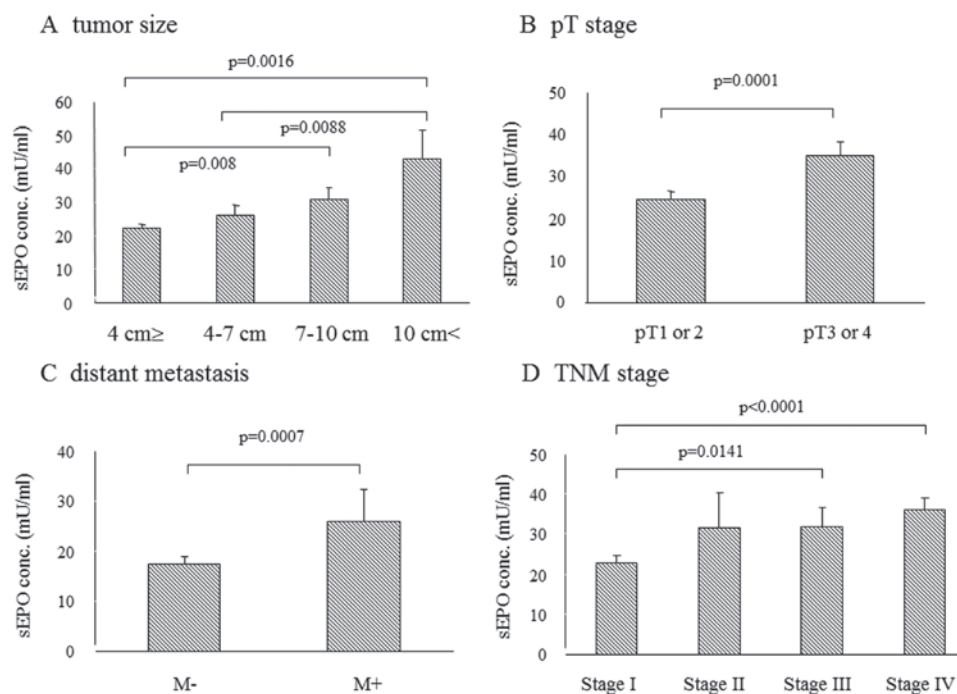 A tumor size
p=0.0016
p=0.0088
p=0.008
sEPO conc. (mU/ml)
60
50
40
30
20
10
0
4 cm≥ 4-7 cm 7-10 cm 10 cm<
B pT stage
p=0.0001
sEPO conc. (mU/ml)
50
40
30
20
10
0
pT1 or 2 pT3 or 4
C distant metastasis
p=0.0007
sEPO conc. (mU/ml)
40
30
20
10
0
M- M+
D TNM stage
p<0.0001
p=0.0141
sEPO conc. (mU/ml)
50
40
30
20
10
0
Stage I Stage II Stage III Stage IV